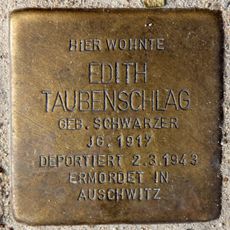 HIER WOHNTE
EDITH
TAUBENSCHLAG
GEB. SCHWARZER
JG. 1917
DEPORTIERT 2.3.1943
ERMORDET IN
AUSCHWITZ